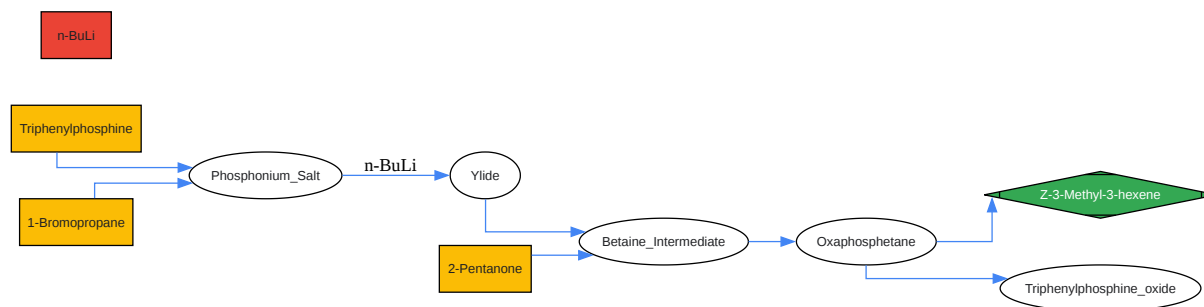 n-BuLi
Triphenylphosphine
1-Bromopropane
Phosphonium_Salt
n-BuLi
Ylide
2-Pentanone
Betaine_Intermediate
Oxaphosphetane
Z-3-Methyl-3-hexene
Triphenylphosphine_oxide